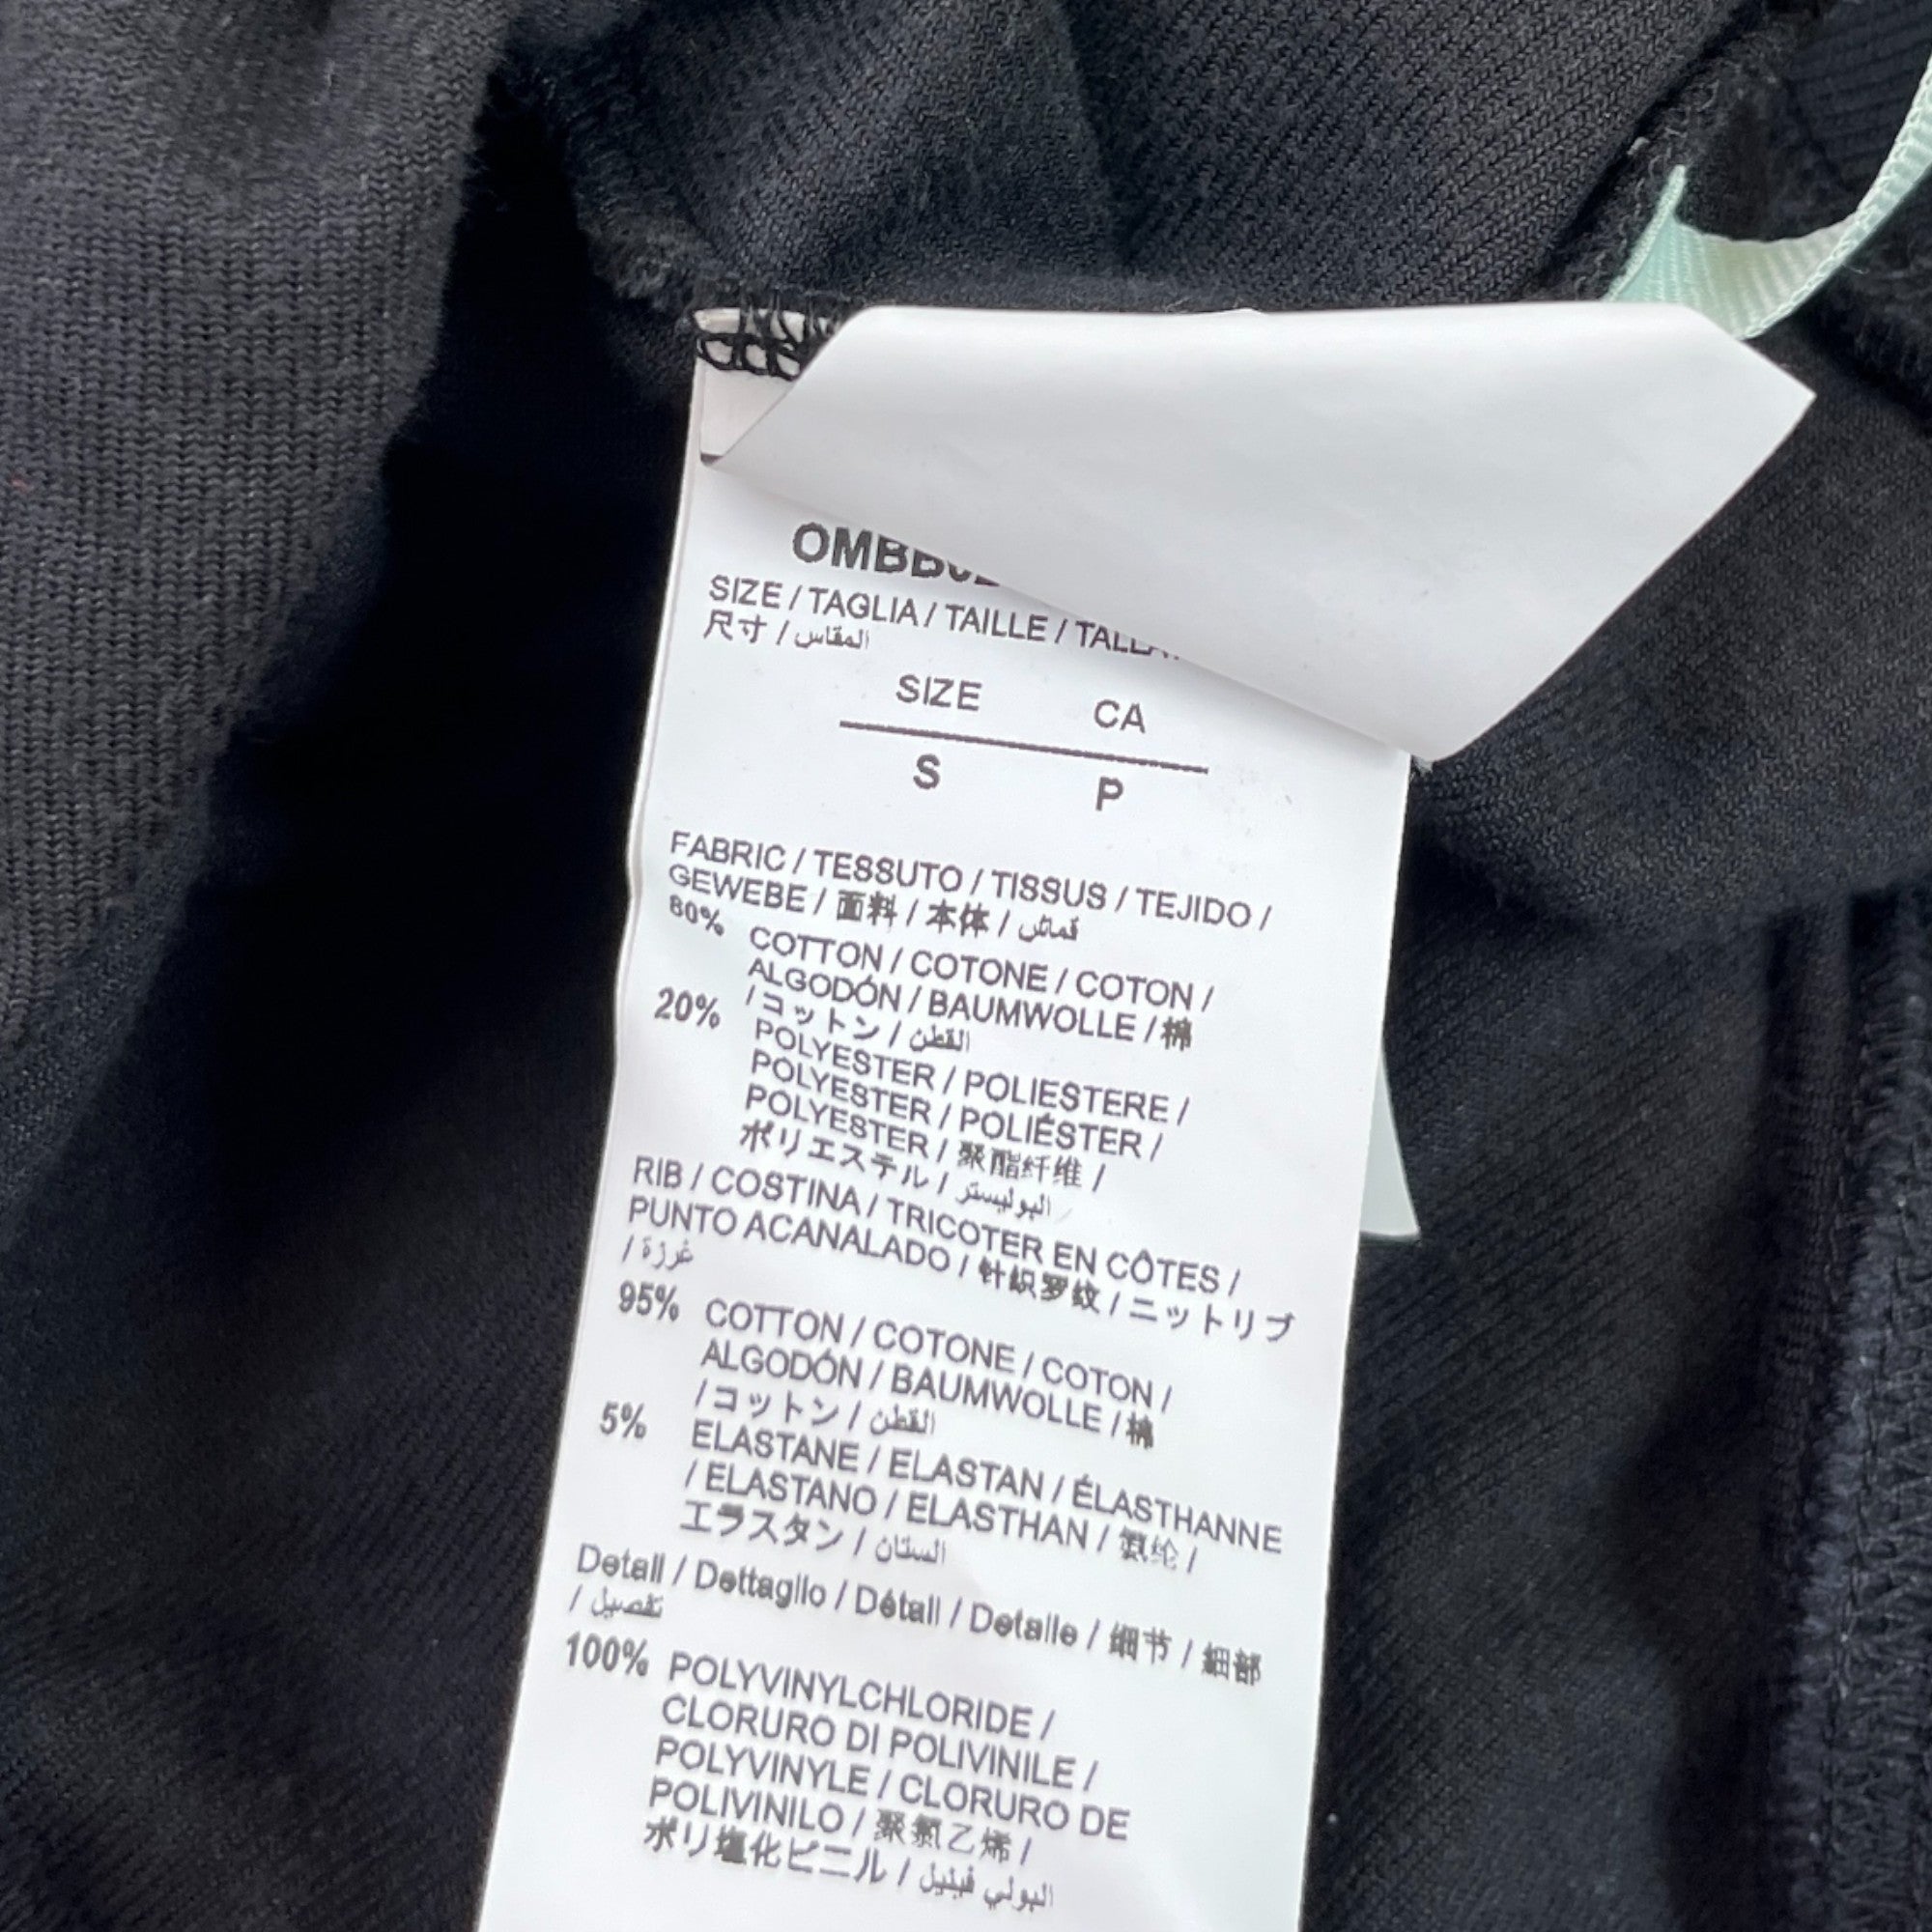 SIZE / TAGLIA / TAILLE /
尺寸 / المقاس
SIZE CA
S P
FABRIC / TESSUTO / TISSUS / TEJIDO /
GEWEBE / 面料 / 本体 / قماش
80% COTTON / COTONE / COTON /
ALGODÓN / BAUMWOLLE / 棉
/ コットン / القطن
20% POLYESTER / POLIESTERE /
POLYESTER / POLIÉSTER /
POLYESTER / 聚酯纤维 /
ポリエステル / البوليستر
RIB / COSTINA / TRICOTER EN CÔTES /
PUNTO ACANALADO / 针织罗纹 / ニットリブ
/ غرزة
95% COTTON / COTONE / COTON /
ALGODÓN / BAUMWOLLE / 棉
/ コットン / القطن
5% ELASTANE / ELASTAN / ÉLASTHANNE
/ ELASTANO / ELASTHAN / 氨纶 /
エラスタン / الستان
Detail / Dettaglio / Détail / Detalle / 细节 / 細部
/ تفصيل
100% POLYVINYLCHLORIDE /
CLORURO DI POLIVINILE /
POLYVINYLE / CLORURO DE
POLIVINILO / 聚氯乙烯 /
ポリ塩化ビニル / البولي فينيل